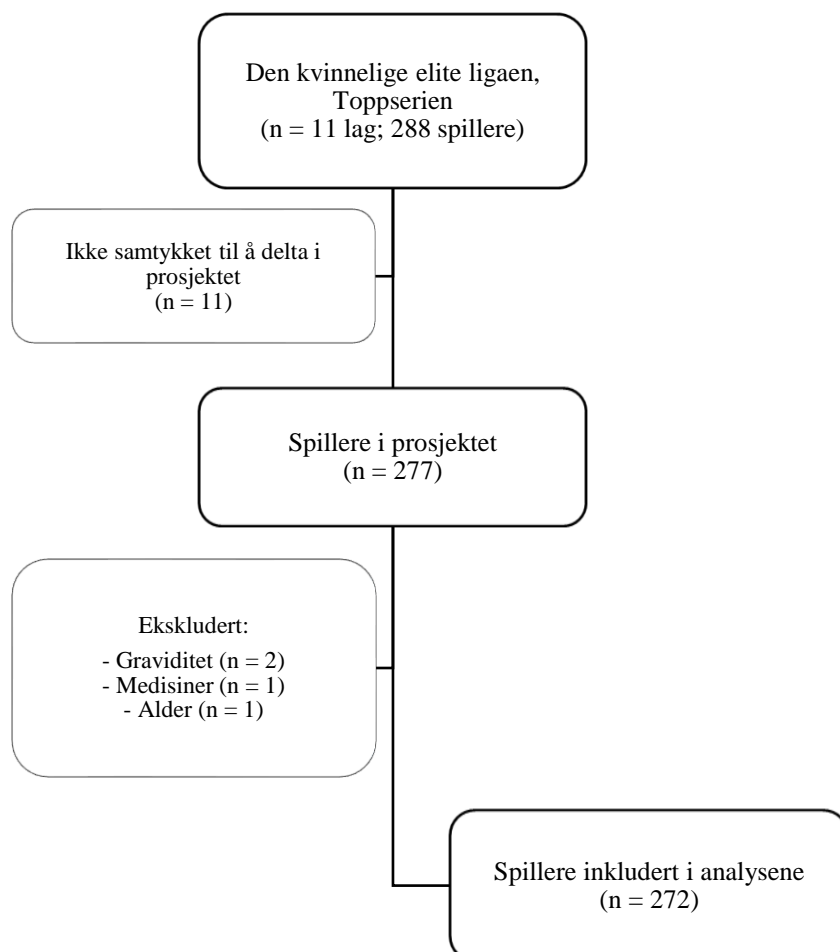 Den kvinnelige elite ligaen,
Toppserien
(n = 11 lag; 288 spillere)
Ikke samtykket til å delta i
prosjektet
(n = 11)
Spillere i prosjektet
(n = 277)
Ekskludert:
- Graviditet (n = 2)
- Medisiner (n = 1)
- Alder (n = 1)
Spillere inkludert i analysene
(n = 272)